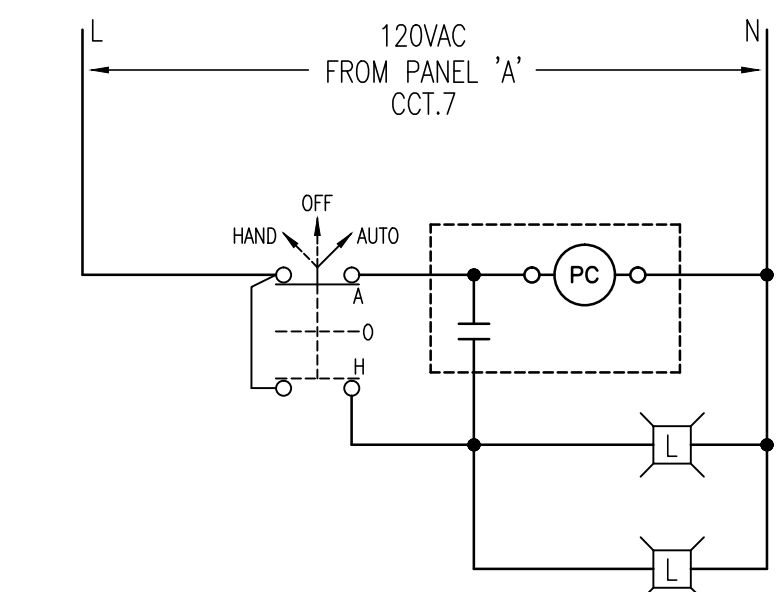 L
120VAC
N
FROM PANEL 'A'
CCT.7
OFF
HAND
AUTO
PC
A
O
H
L
L